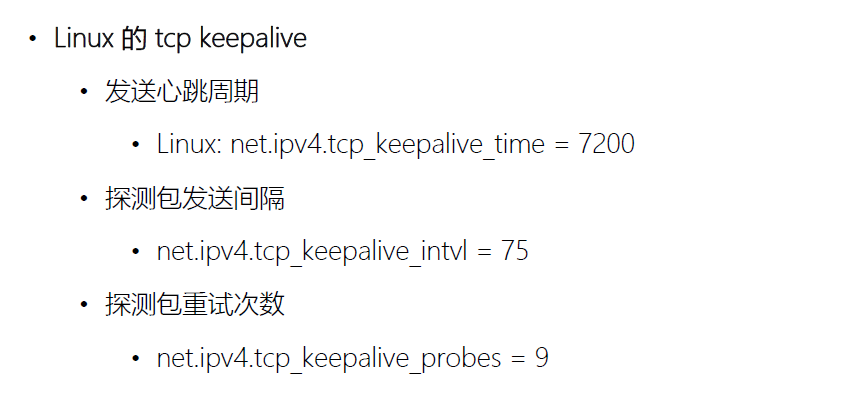 • Linux 的 tcp keepalive
• 发送心跳周期
• Linux: net.ipv4.tcp_keepalive_time = 7200
• 探测包发送间隔
• net.ipv4.tcp_keepalive_intvl = 75
• 探测包重试次数
• net.ipv4.tcp_keepalive_probes = 9